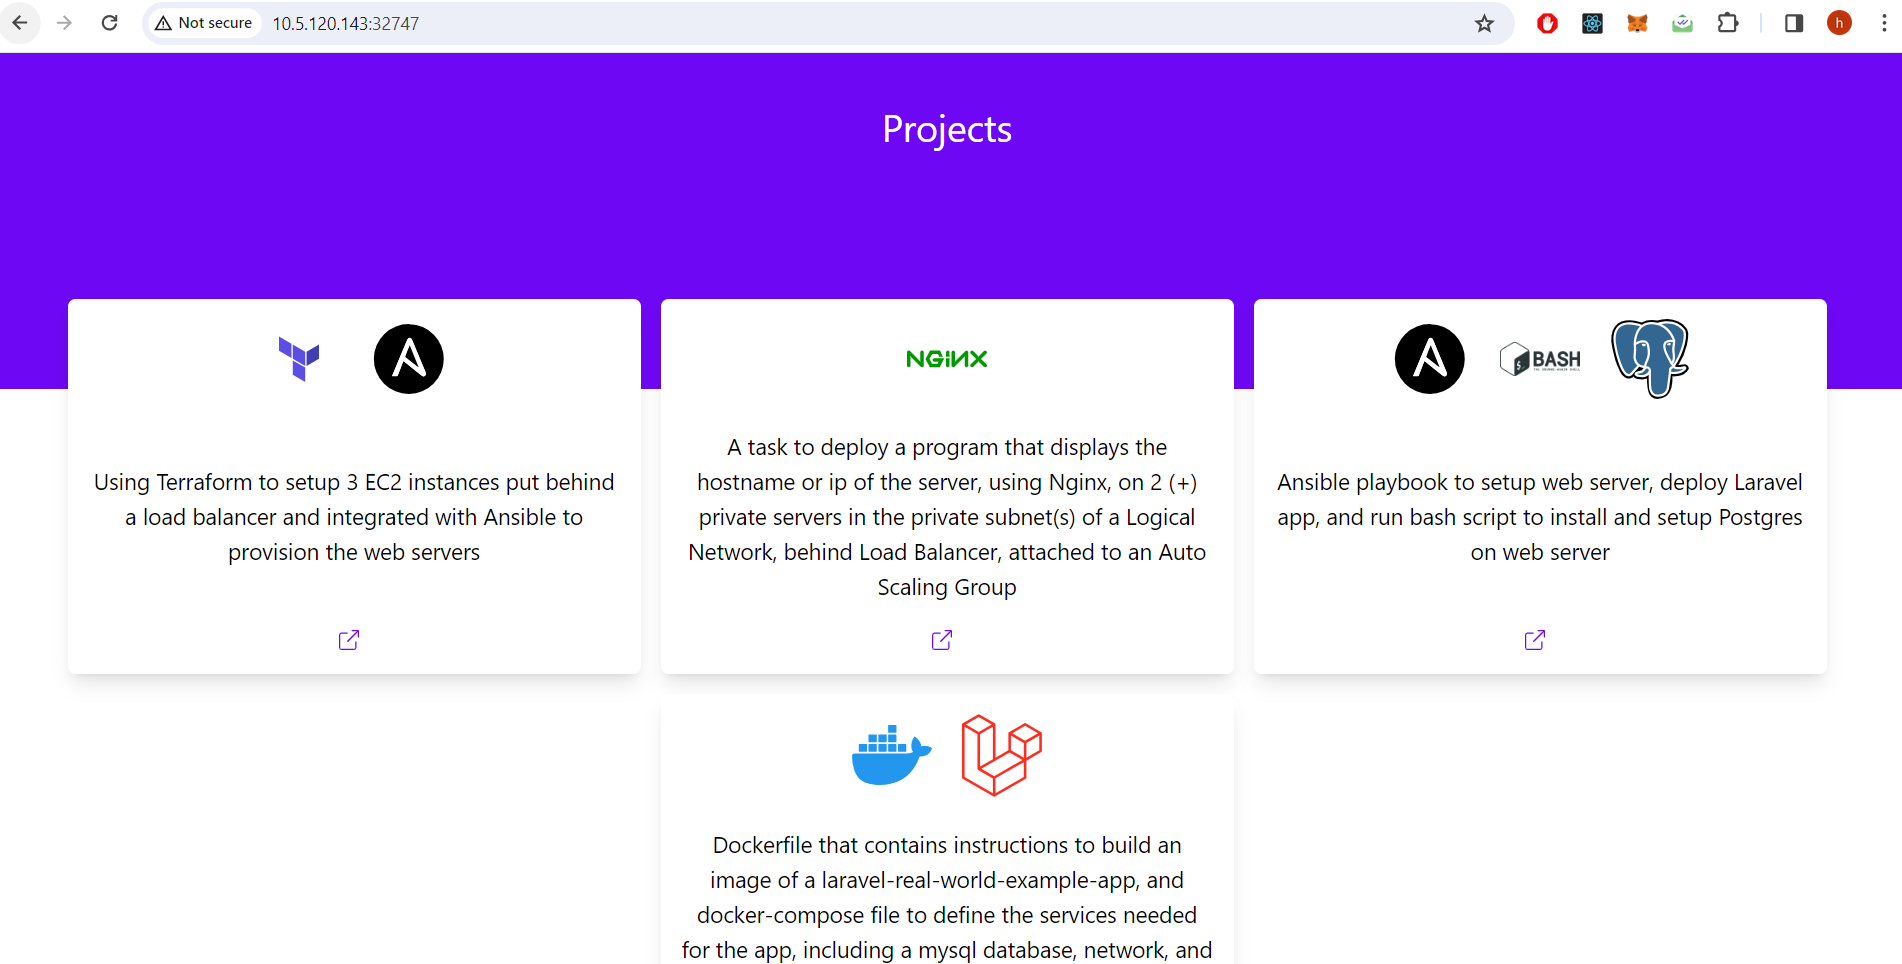 Not secure 10.5.120.143:32747
h
Projects
NGINX
BASH
Using Terraform to setup 3 EC2 instances put behind
a load balancer and integrated with Ansible to
provision the web servers
A task to deploy a program that displays the
hostname or ip of the server, using Nginx, on 2 (+)
private servers in the private subnet(s) of a Logical
Network, behind Load Balancer, attached to an Auto
Scaling Group
Ansible playbook to setup web server, deploy Laravel
app, and run bash script to install and setup Postgres
on web server
Dockerfile that contains instructions to build an
image of a laravel-real-world-example-app, and
docker-compose file to define the services needed
for the app, including a mysql database, network, and